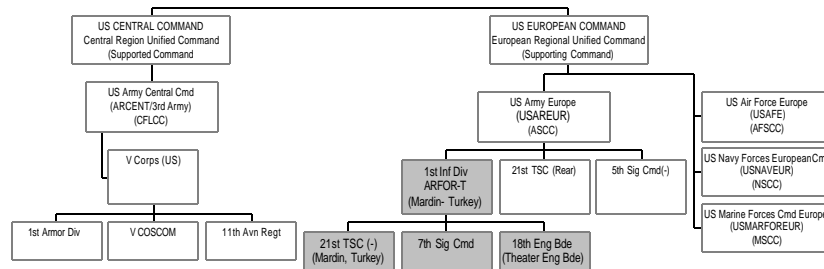 US CENTRAL COMMAND
Central Region Unified Command
(Supported Command
US EUROPEAN COMMAND
European Regional Unified Command
(Supporting Command)
US Army Central Cmd
(ARCENT/3rd Army)
(CFLCC)
US Army Europe
(USAREUR)
(ASCC)
US Air Force Europe
(USAFE)
(AFSCC)
V Corps (US)
1st Inf Div
ARFOR-T
(Mardin- Turkey)
21st TSC (Rear)
5th Sig Cmd(-)
US Navy Forces EuropeanCm
(USNAVEUR)
(NSCC)
1st Armor Div
V COSCOM
11th Avn Regt
21st TSC (-)
(Mardin, Turkey)
7th Sig Cmd
18th Eng Bde
(Theater Eng Bde)
US Marine Forces Cmd Europe
(USMARFOREUR)
(MSCC)